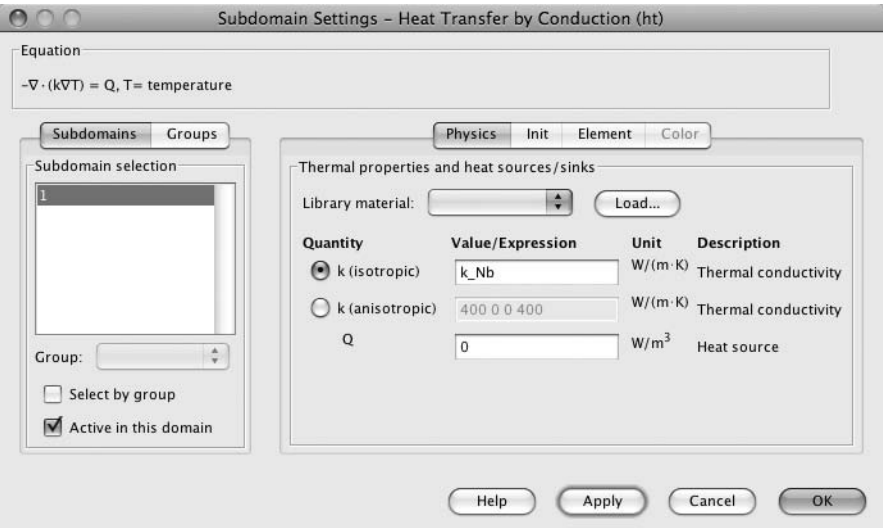 Subdomain Settings – Heat Transfer by Conduction (ht)
Equation
-∇·(k∇T) = Q, T= temperature
Subdomains Groups
Subdomain selection
1
Group:
Select by group
Active in this domain
Physics Init Element Color
Thermal properties and heat sources/sinks
Library material: Load...
Quantity Value/Expression Unit Description
k (isotropic) k_Nb W/(m·K) Thermal conductivity
k (anisotropic) 400 0 0 400 W/(m·K) Thermal conductivity
Q 0 W/m³ Heat source
Help Apply Cancel OK